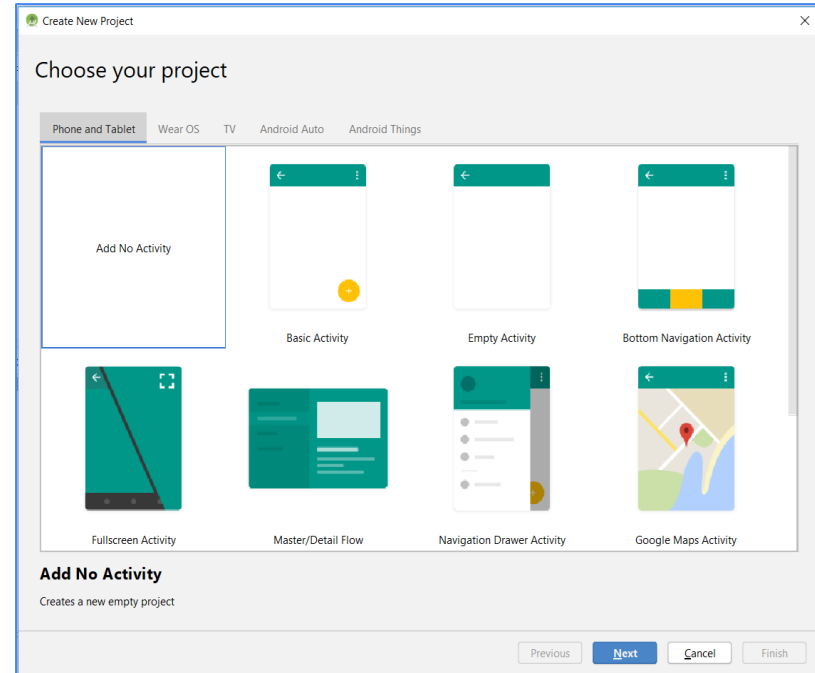 Create New Project
Choose your project
Phone and Tablet Wear OS TV Android Auto Android Things
Add No Activity
Basic Activity Empty Activity Bottom Navigation Activity
Fullscreen Activity Master/Detail Flow Navigation Drawer Activity Google Maps Activity
Add No Activity
Creates a new empty project
Previous Next Cancel Finish